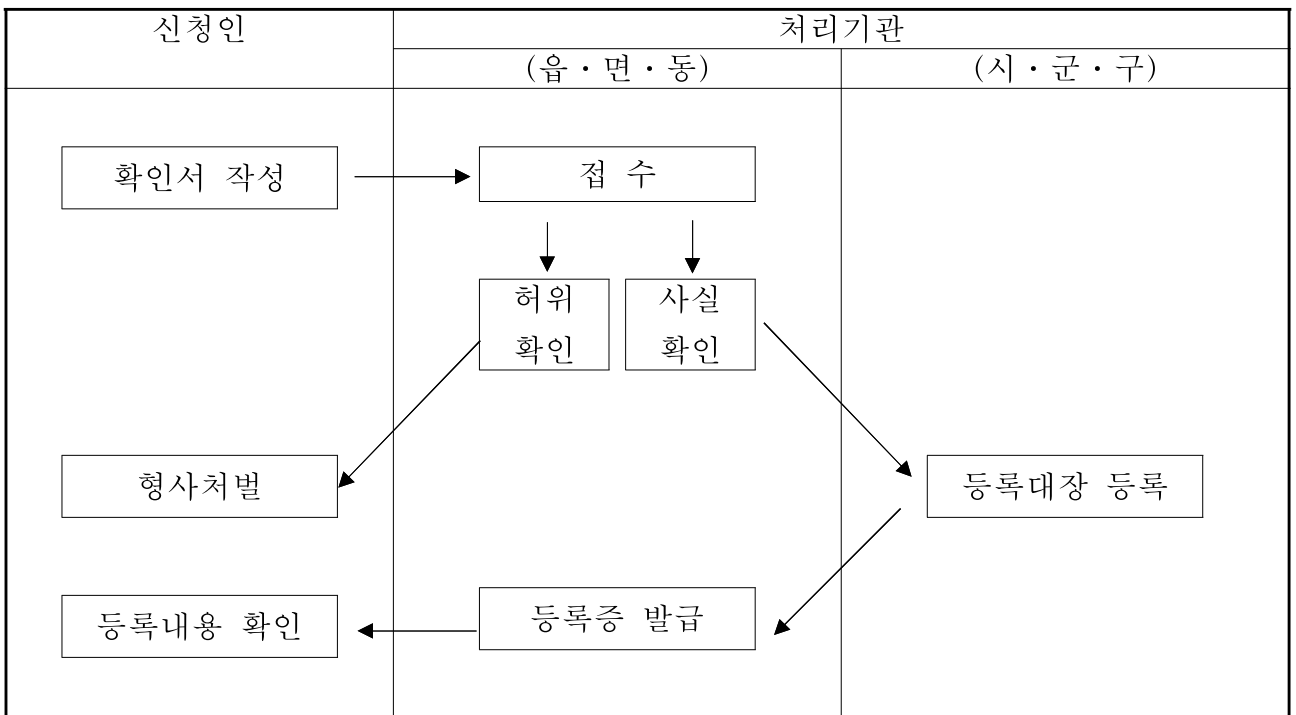 신청인
처리기관
(읍・면・동)
(시・군・구)
확인서 작성
접 수
허위
확인
사실
확인
형사처벌
등록대장 등록
등록내용 확인
등록증 발급